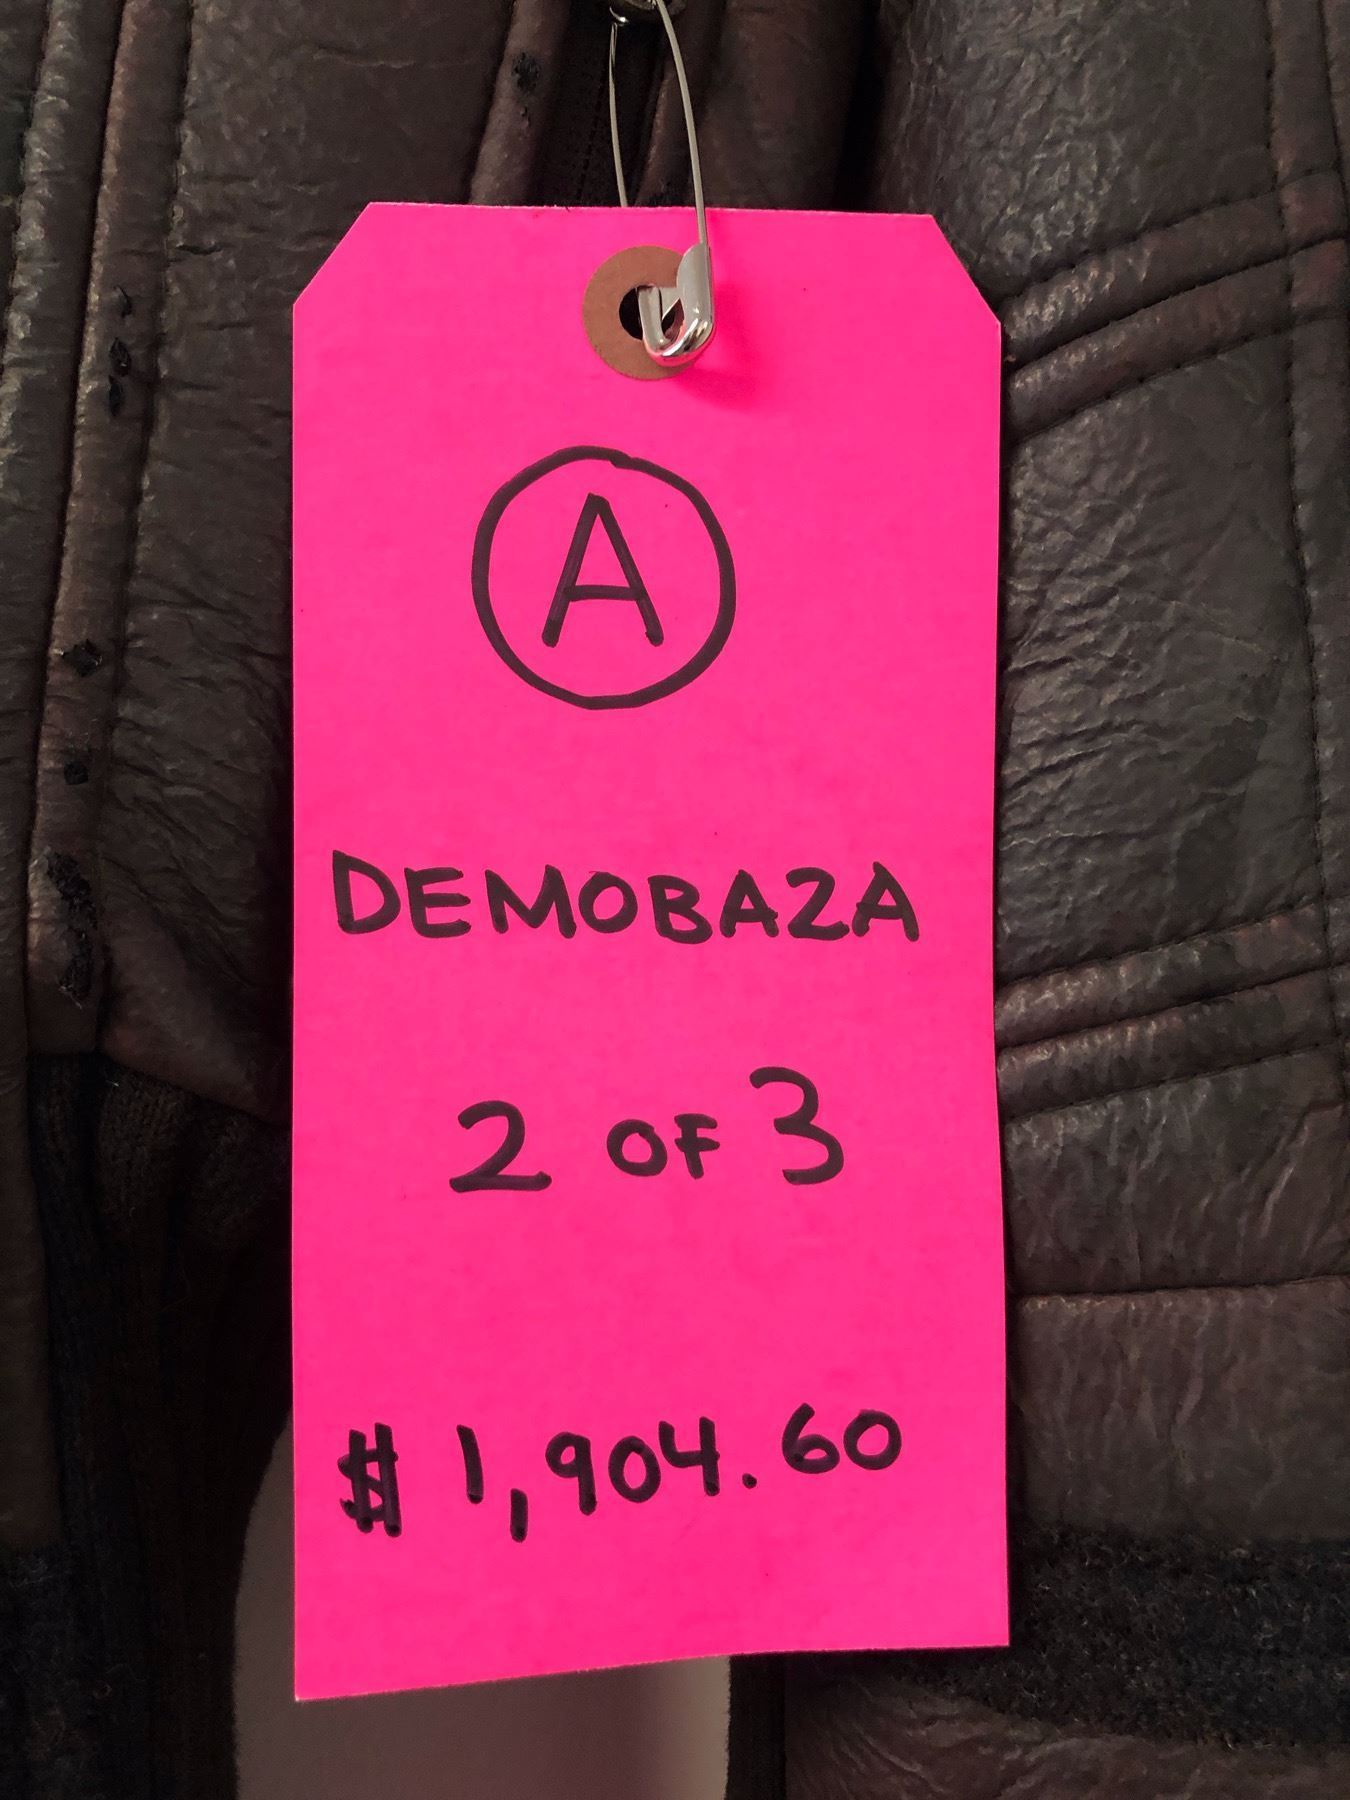 A
DEMOBAZA
2 OF 3
$1,904.60